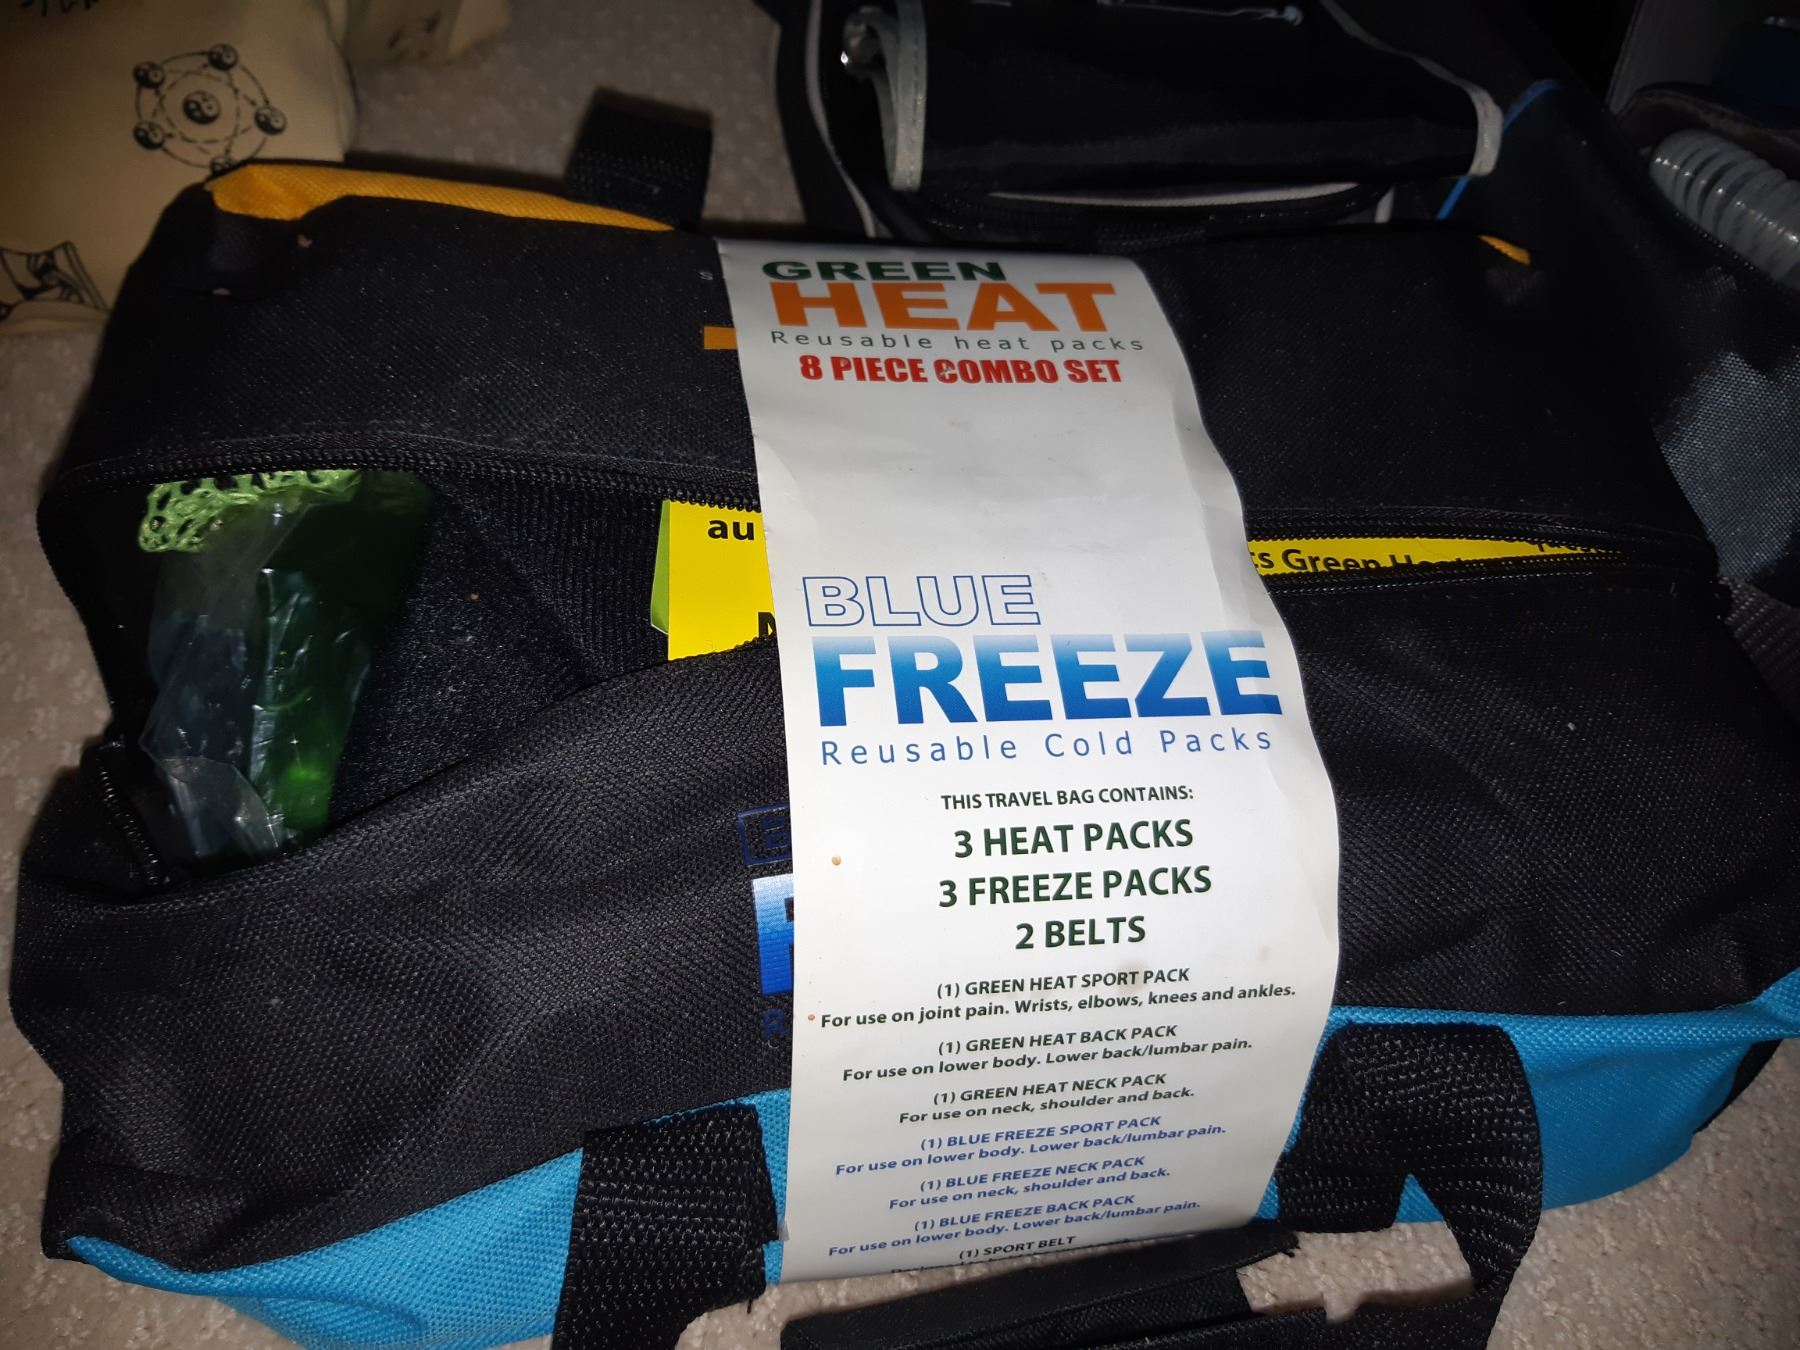 GREEN
HEAT
Reusable heat packs
8 PIECE COMBO SET
au
s Green
BLUE
FREEZE
Reusable Cold Packs
THIS TRAVEL BAG CONTAINS:
3 HEAT PACKS
3 FREEZE PACKS
2 BELTS
(1) GREEN HEAT SPORT PACK
For use on joint pain. Wrists, elbows, knees and ankles.
(1) GREEN HEAT BACK PACK
For use on lower body. Lower back/lumbar pain.
(1) GREEN HEAT NECK PACK
For use on neck, shoulder and back.
(1) BLUE FREEZE SPORT PACK
For use on lower body. Lower back/lumbar pain.
(1) BLUE FREEZE NECK PACK
For use on neck, shoulder and back.
(1) BLUE FREEZE BACK PACK
For use on lower body. Lower back/lumbar pain.
(1) SPORT BELT